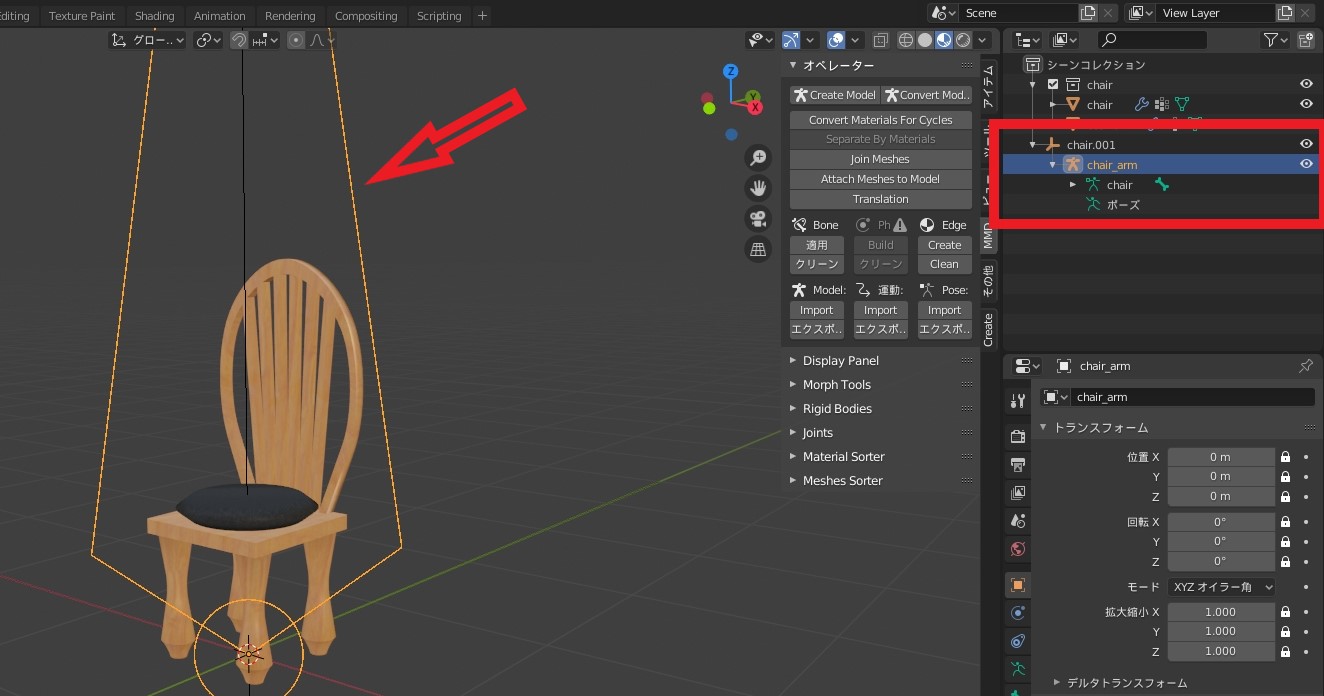 diting Texture Paint Shading Animation Rendering Compositing Scripting + Scene View Layer
グロー..
シーンコレクション
chair
chair
chair.001
chair_arm
chair
ポーズ
Z
Y
X
アイテム
MMD
その他
Create
オペレーター
Create Model Convert Mod..
Convert Materials For Cycles
Separate By Materials
Join Meshes
Attach Meshes to Model
Translation
Bone Ph Edge
適用 Build Create
クリーン クリーン Clean
Model: 運動: Pose:
Import Import Import
エクスポ.. エクスポ.. エクスポ..
Display Panel
Morph Tools
Rigid Bodies
Joints
Material Sorter
Meshes Sorter
chair_arm
chair_arm
トランスフォーム
位置 X 0 m
Y 0 m
Z 0 m
回転 X 0°
Y 0°
Z 0°
モード XYZ オイラー角
拡大縮小 X 1.000
Y 1.000
Z 1.000
デルタトランスフォーム